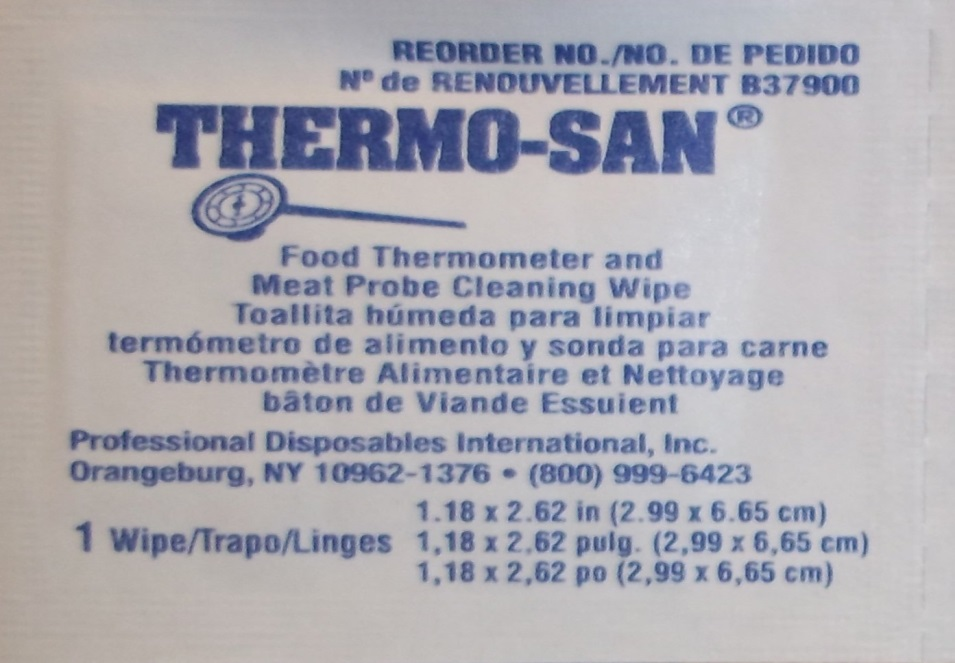 REORDER NO./NO. DE PEDIDO
Nº de RENOUVELLEMENT B37900
THERMO-SAN®
Food Thermometer and
Meat Probe Cleaning Wipe
Toallita húmeda para limpiar
termómetro de alimento y sonda para carne
Thermomètre Alimentaire et Nettoyage
bâton de Viande Essuient
Professional Disposables International, Inc.
Orangeburg, NY 10962-1376 • (800) 999-6423
1 Wipe/Trapo/Linges
1.18 x 2.62 in (2.99 x 6.65 cm)
1,18 x 2,62 pulg. (2,99 x 6,65 cm)
1,18 x 2,62 po (2,99 x 6,65 cm)